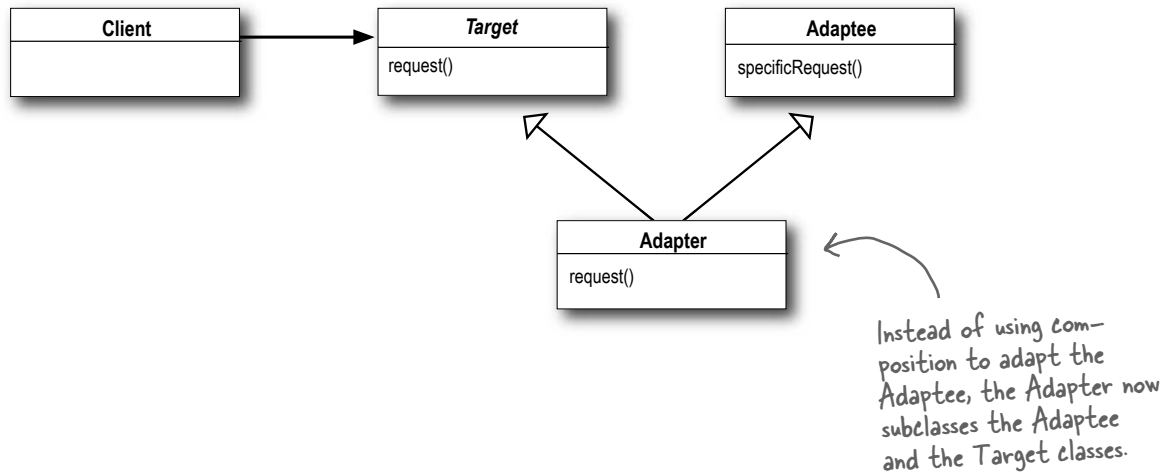 Client
Target
request()
Adaptee
specificRequest()
Adapter
request()
Instead of using com-
position to adapt the
Adaptee, the Adapter now
subclasses the Adaptee
and the Target classes.